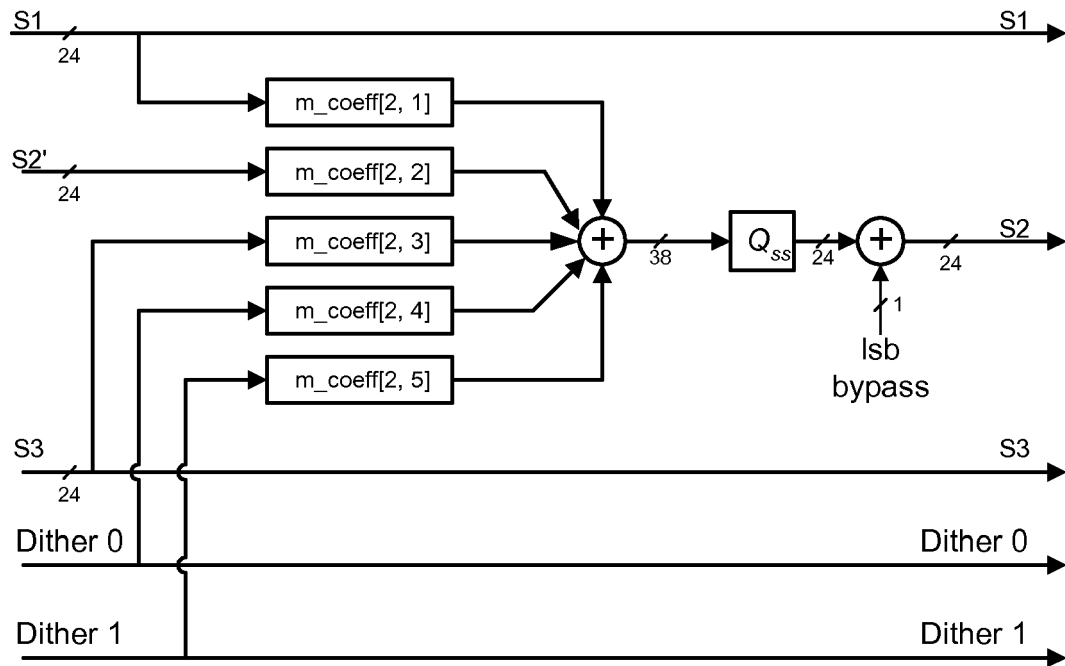 S1 S1
24
m_coeff[2, 1]
S2' m_coeff[2, 2]
24
m_coeff[2, 3] + 38 Qss 24 + 24 S2
m_coeff[2, 4] 1
lsb
m_coeff[2, 5] bypass
S3 S3
24
Dither 0 Dither 0
Dither 1 Dither 1